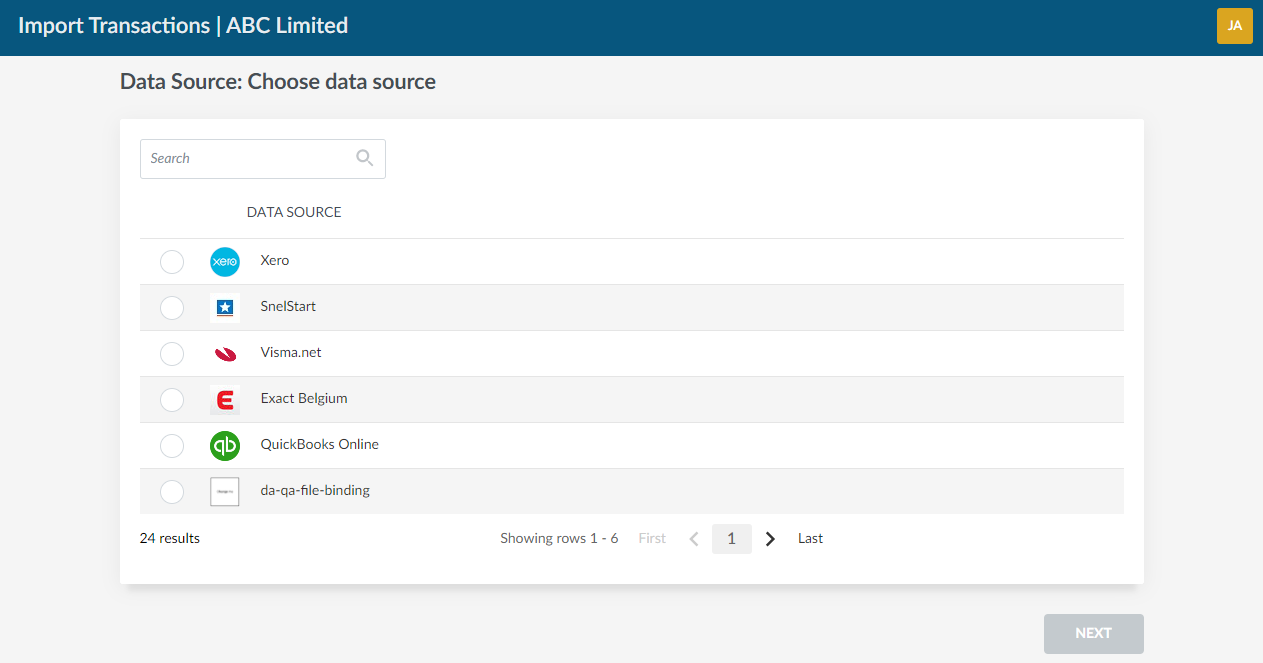 Import Transactions | ABC Limited
JA
Data Source: Choose data source
Search
DATA SOURCE
xero Xero
SnelStart
Visma.net
E Exact Belgium
qb QuickBooks Online
da-qa-file-binding
24 results Showing rows 1 - 6 First 1 Last
NEXT